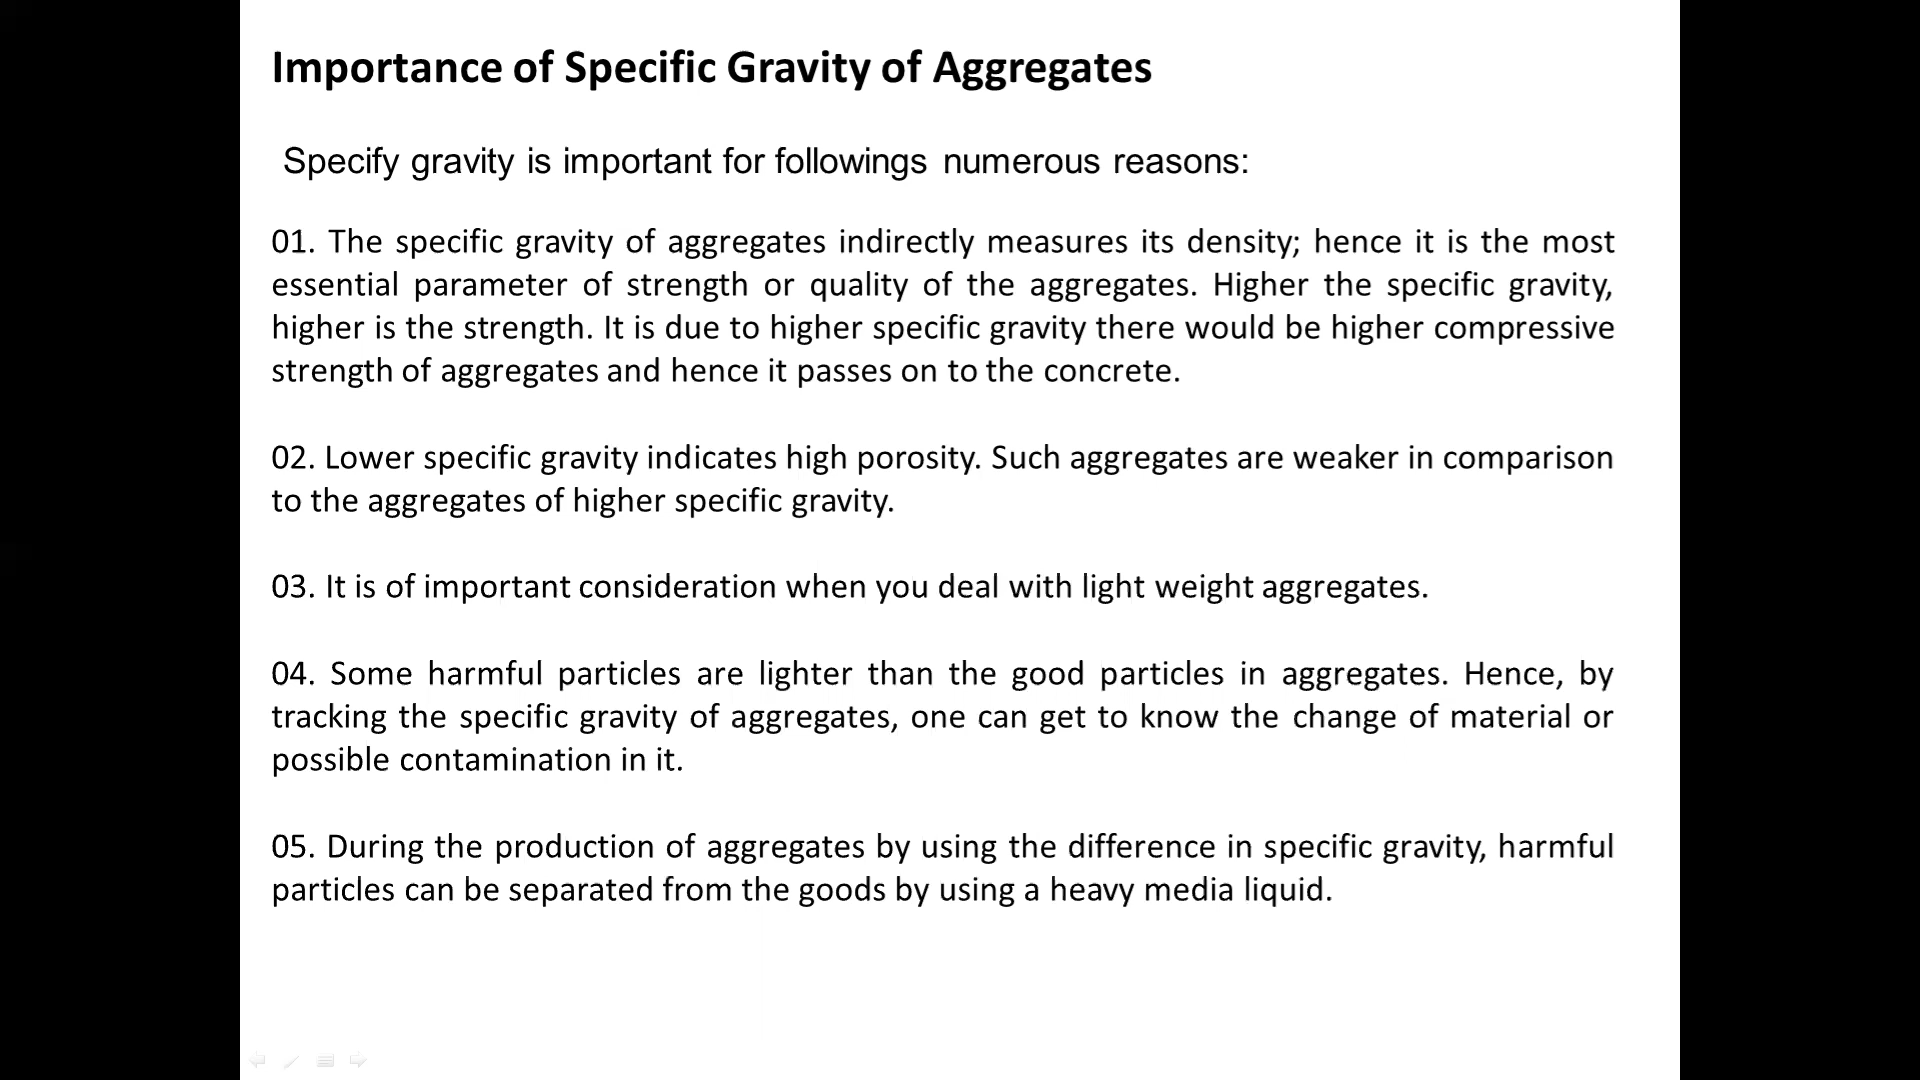 Importance of Specific Gravity of Aggregates
Specify gravity is important for followings numerous reasons:
01. The specific gravity of aggregates indirectly measures its density; hence it is the most
essential parameter of strength or quality of the aggregates. Higher the specific gravity,
higher is the strength. It is due to higher specific gravity there would be higher compressive
strength of aggregates and hence it passes on to the concrete.
02. Lower specific gravity indicates high porosity. Such aggregates are weaker in comparison
to the aggregates of higher specific gravity.
03. It is of important consideration when you deal with light weight aggregates.
04. Some harmful particles are lighter than the good particles in aggregates. Hence, by
tracking the specific gravity of aggregates, one can get to know the change of material or
possible contamination in it.
05. During the production of aggregates by using the difference in specific gravity, harmful
particles can be separated from the goods by using a heavy media liquid.